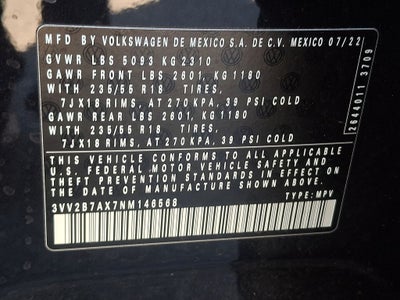 MFD BY VOLKSWAGEN DE MEXICO S.A. DE C.V. MEXICO 07/22
GVWR LBS 5093 KG 2310
GAWR FRONT LBS 2601, KG1180
WITH 235/55 R18 TIRES,
7JX18 RIMS, AT 270 KPA, 39 PSI COLD
GAWR REAR LBS 2601, KG1180
WITH 235/55 R18 TIRES,
7JX18 RIMS, AT 270 KPA, 39 PSI COLD
THIS VEHICLE CONFORMS TO ALL APPLICABLE
U.S. FEDERAL MOTOR VEHICLE SAFETY AND
THEFT PREVENTION STANDARDS IN EFFECT ON
THE DATE OF MANUFACTURE SHOWN ABOVE.
3VV2B7AX7NM146568 TYPE: MPV
2644011 3709